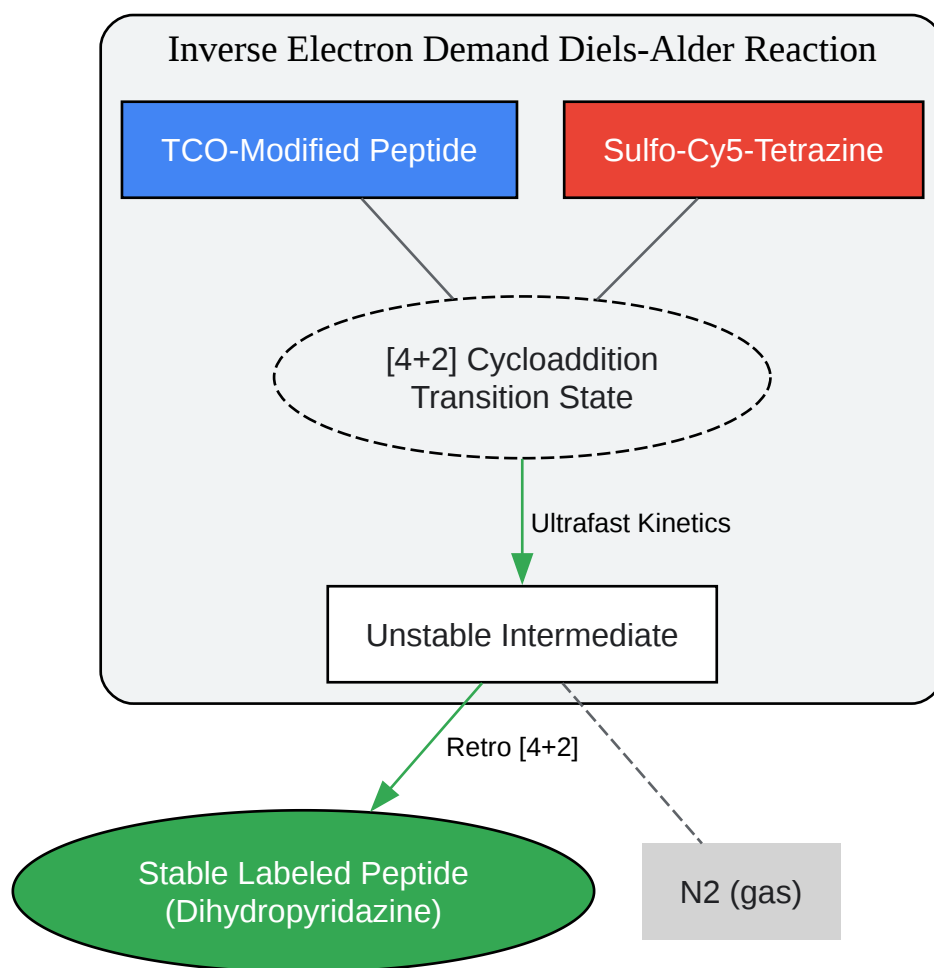 Inverse Electron Demand Diels-Alder Reaction
TCO-Modified Peptide
Sulfo-Cy5-Tetrazine
[4+2] Cycloaddition
Transition State
Ultrafast Kinetics
Unstable Intermediate
Retro [4+2]
Stable Labeled Peptide
(Dihydropyridazine)
N2 (gas)